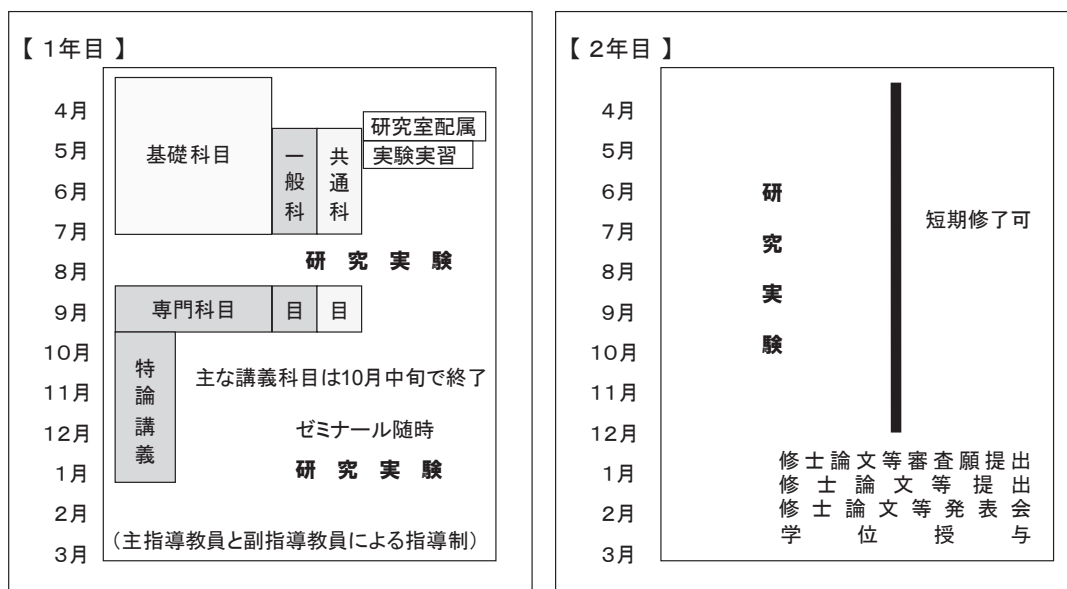 【 1年目 】
4月
5月
6月
7月
8月
9月
10月
11月
12月
1月
2月
3月
基礎科目
一般科
共通科
研究室配属
実験実習
研究実験
専門科目
目
目
特論講義
主な講義科目は10月中旬で終了
ゼミナール随時
研究実験
（主指導教員と副指導教員による指導制）
【 2年目 】
4月
5月
6月
7月
8月
9月
10月
11月
12月
1月
2月
3月
研究実験
短期修了可
修士論文等審査願提出
修士論文等提出
修士論文等発表会
学位授与